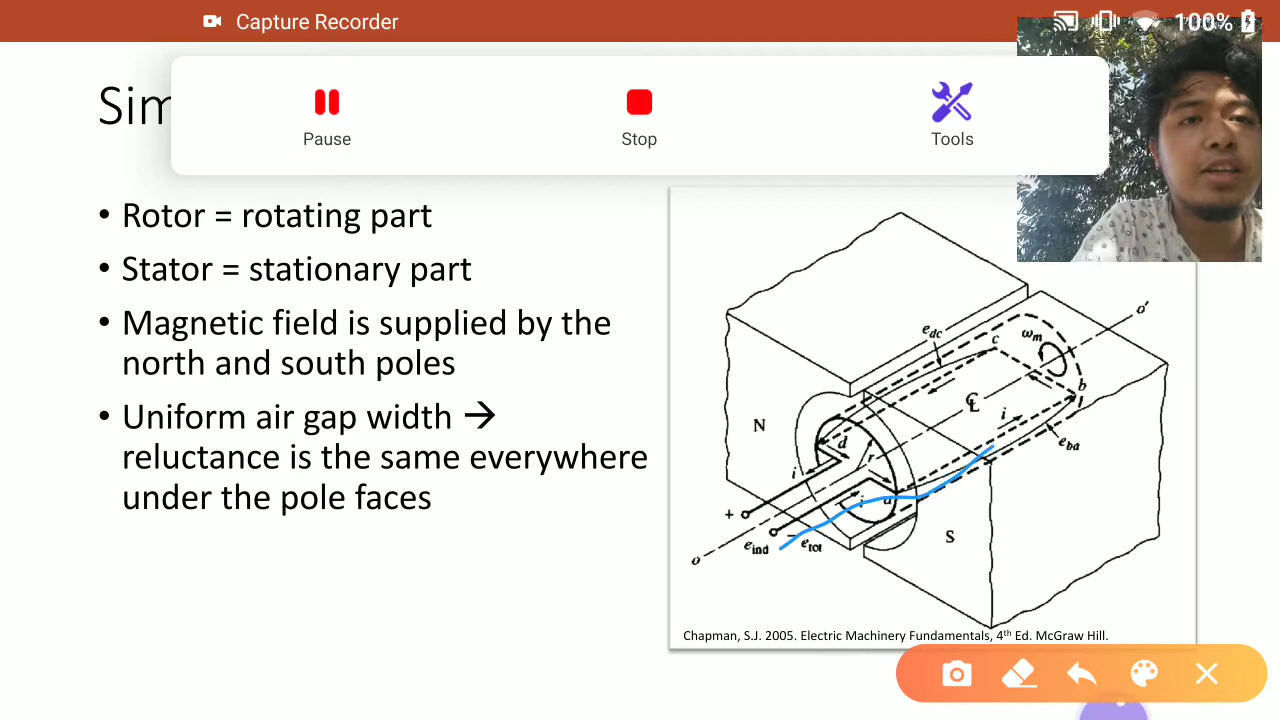 Capture Recorder
100%
Pause
Stop
Tools
Sim
• Rotor = rotating part
• Stator = stationary part
• Magnetic field is supplied by the
north and south poles
• Uniform air gap width →
reluctance is the same everywhere
under the pole faces
o'
e_dc
c
ω_m
b
℄
N
d
r
i
e_ba
i
+
i
a
S
e_ind
–
e_tot
o
Chapman, S.J. 2005. Electric Machinery Fundamentals, 4th Ed. McGraw Hill.